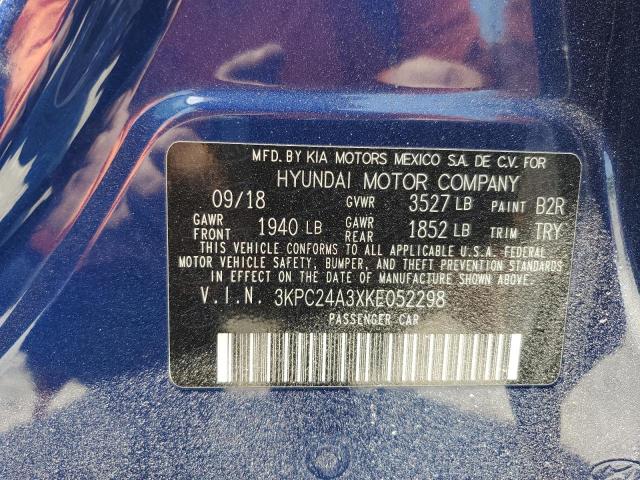 MFD. BY KIA MOTORS MEXICO S.A. DE C.V. FOR
HYUNDAI MOTOR COMPANY
09/18 GVWR 3527 LB PAINT B2R
GAWR FRONT 1940 LB GAWR REAR 1852 LB TRIM TRY
THIS VEHICLE CONFORMS TO ALL APPLICABLE U.S.A. FEDERAL
MOTOR VEHICLE SAFETY, BUMPER, AND THEFT PREVENTION STANDARDS
IN EFFECT ON THE DATE OF MANUFACTURE SHOWN ABOVE.
V.I.N. 3KPC24A3XKE052298
PASSENGER CAR